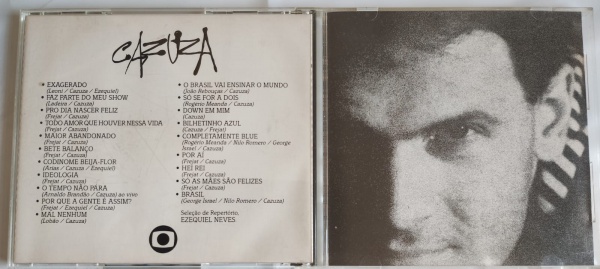 CAZUZA
• EXAGERADO
(Leoni / Cazuza / Ezequiel)
• FAZ PARTE DO MEU SHOW
(Ladeira / Cazuza)
• PRO DIA NASCER FELIZ
(Frejat / Cazuza)
• TODO AMOR QUE HOUVER NESSA VIDA
(Frejat / Cazuza)
• MAIOR ABANDONADO
(Frejat / Cazuza)
• BETE BALANÇO
(Frejat / Cazuza)
• CODINOME BEIJA-FLOR
(Arias / Cazuza / Ezequiel)
• IDEOLOGIA
(Frejat / Cazuza)
• O TEMPO NÃO PÁRA
(Arnaldo Brandão / Cazuza) ao vivo
• POR QUE A GENTE É ASSIM?
(Frejat / Ezequiel / Cazuza)
• MAL NENHUM
(Lobão / Cazuza)
• O BRASIL VAI ENSINAR O MUNDO
(João Rebouças / Cazuza)
• SÓ SE FOR A DOIS
(Rogério Meanda / Cazuza)
• DOWN EM MIM
(Cazuza)
• BILHETINHO AZUL
(Cazuza / Frejat)
• COMPLETAMENTE BLUE
(Rogério Meanda / Nilo Romero / George
Israel / Cazuza)
• POR AÍ
(Frejat / Cazuza)
• HEI REI
(Frejat / Cazuza)
• SÓ AS MÃES SÃO FELIZES
(Frejat / Cazuza)
• BRASIL
(George Israel / Nilo Romero / Cazuza)
Seleção de Repertório,
EZEQUIEL NEVES.